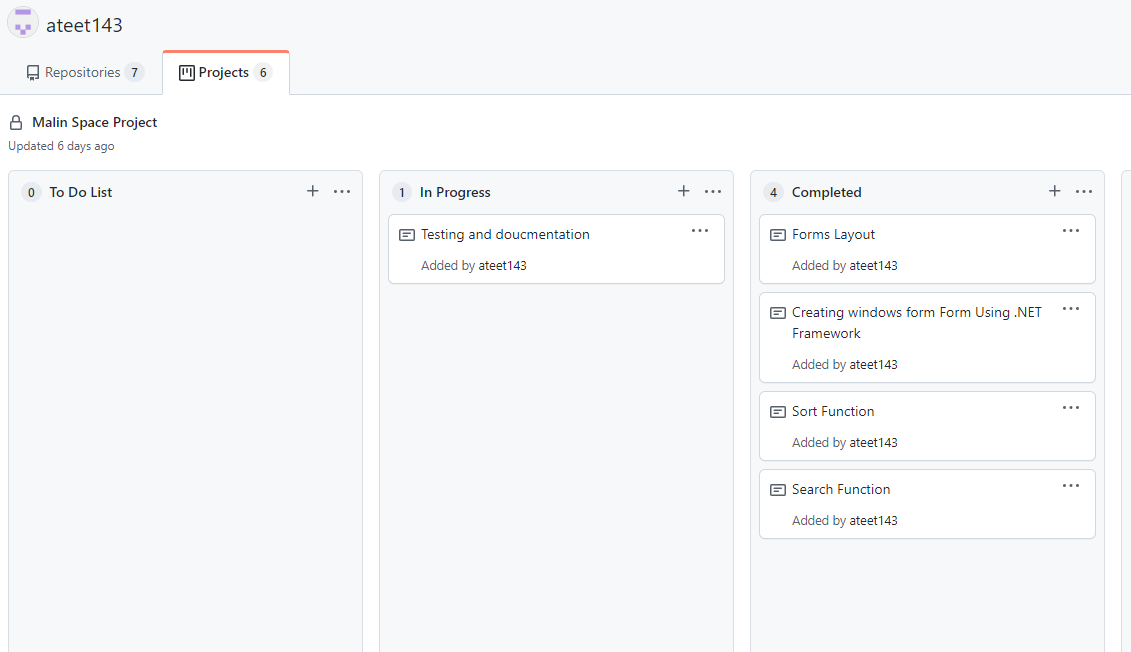 ateet143
Repositories 7
Projects 6
Malin Space Project
Updated 6 days ago
0 To Do List
1 In Progress
Testing and doucmentation
Added by ateet143
4 Completed
Forms Layout
Added by ateet143
Creating windows form Form Using .NET
Framework
Added by ateet143
Sort Function
Added by ateet143
Search Function
Added by ateet143